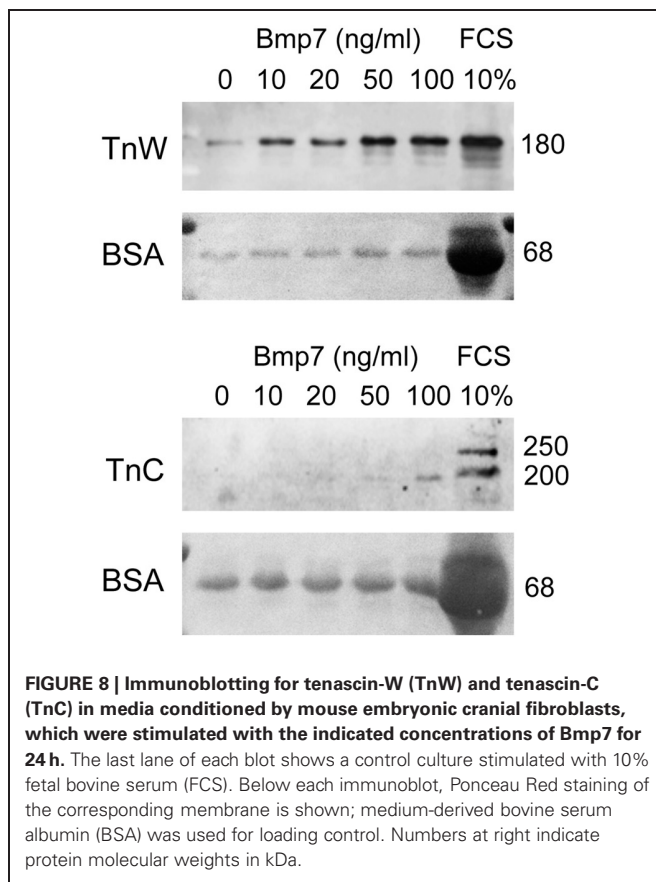 Bmp7 (ng/ml) FCS
0 10 20 50 100 10%
TnW 180
BSA 68
Bmp7 (ng/ml) FCS
0 10 20 50 100 10%
250
TnC 200
BSA 68
FIGURE 8 | Immunoblotting for tenascin-W (TnW) and tenascin-C
(TnC) in media conditioned by mouse embryonic cranial fibroblasts,
which were stimulated with the indicated concentrations of Bmp7 for
24 h. The last lane of each blot shows a control culture stimulated with 10%
fetal bovine serum (FCS). Below each immunoblot, Ponceau Red staining of
the corresponding membrane is shown; medium-derived bovine serum
albumin (BSA) was used for loading control. Numbers at right indicate
protein molecular weights in kDa.